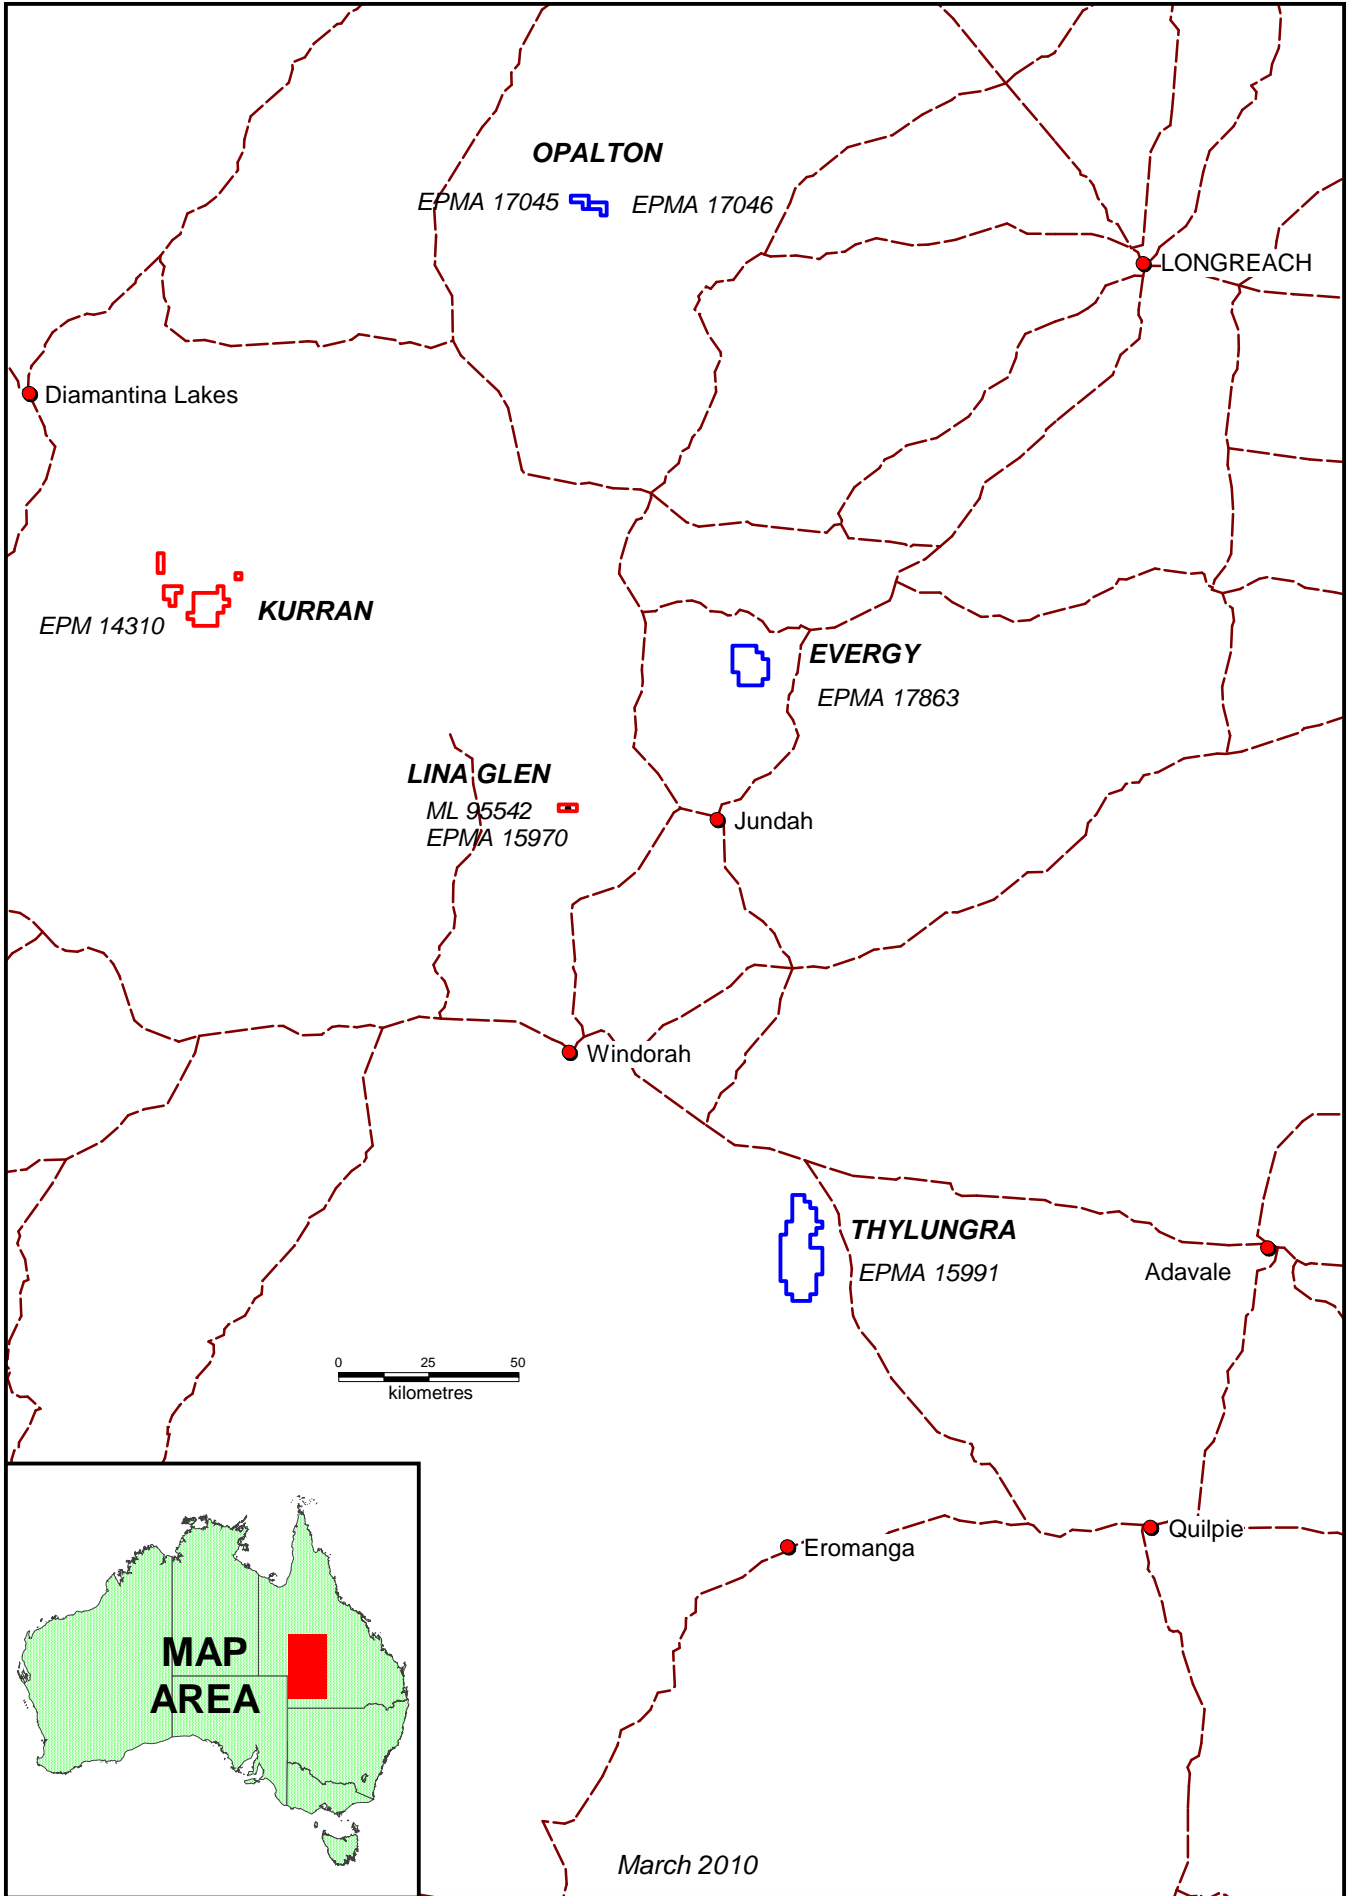 OPALTON
EPMA 17045
EPMA 17046
LONGREACH
Diamantina Lakes
KURRAN
EPM 14310
EVERGY
EPMA 17863
LINA GLEN
ML 95542
EPMA 15970
Jundah
Windorah
THYLUNGRA
EPMA 15991
Adavale
0 25 50
kilometres
Quilpie
Eromanga
MAP
AREA
March 2010